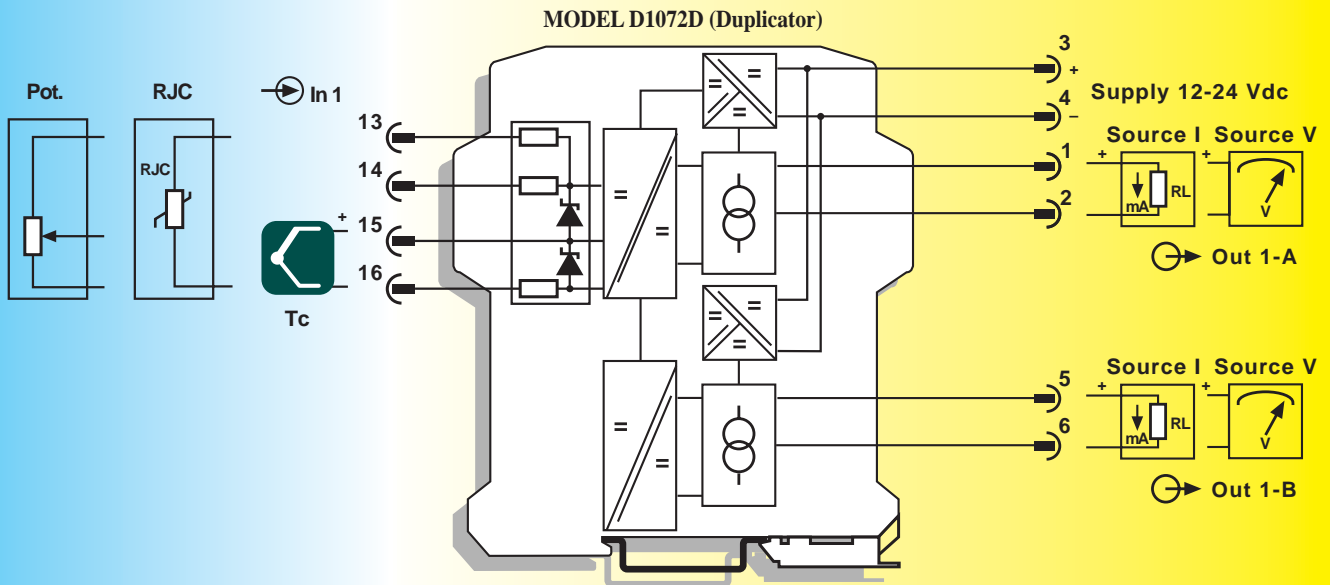 MODEL D1072D (Duplicator)
Pot.
RJC
In 1
RJC
+
Tc
13
14
15
16
=
=
=
=
=
=
=
=
=
=
3
+
4
–
Supply 12-24 Vdc
1
2
Source I Source V
+
mA
RL
+
V
Out 1-A
5
6
Source I Source V
+
mA
RL
+
V
Out 1-B